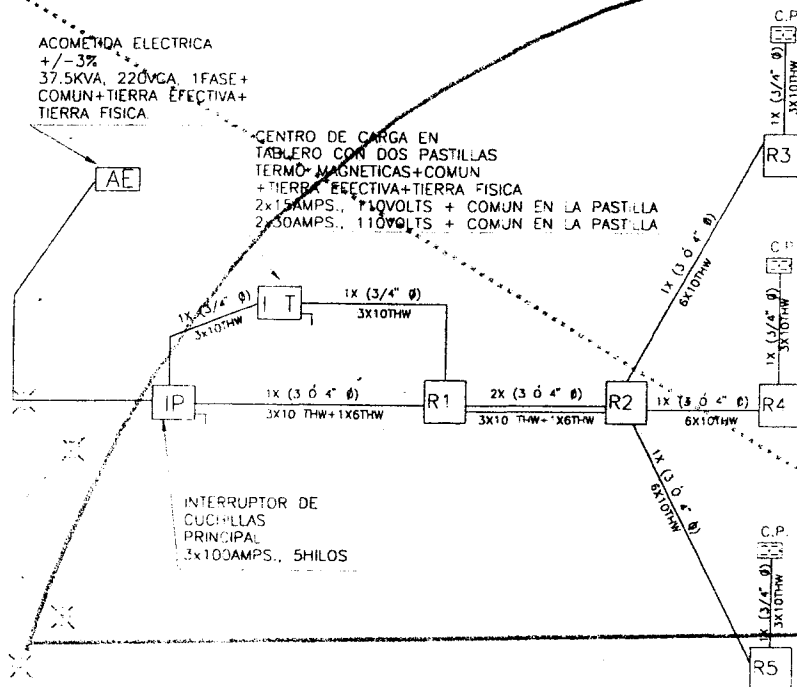 C.P.
1X (3/4" Ø)
3X10THW
R3
ACOMETIDA ELECTRICA
+/-3%
37.5KVA, 220VCA, 1FASE+
COMUN+TIERRA EFECTIVA+
TIERRA FISICA.
AE
CENTRO DE CARGA EN
TABLERO CON DOS PASTILLAS
TERMO MAGNETICAS+COMUN
+TIERRA EFECTIVA+TIERRA FISICA
2x15AMPS., 110VOLTS + COMUN EN LA PASTILLA
2x30AMPS., 110VOLTS + COMUN EN LA PASTILLA
1X (3 Ó 4" Ø)
6X10THW
C.P.
1X (3/4" Ø)
3X10THW
R4
1X (3/4" Ø)
3x10THW
I T
1X (3/4" Ø)
3X10THW
IP
1X (3 Ó 4" Ø)
3X10 THW+1X6THW
R1
2X (3 Ó 4" Ø)
3X10 THW+1X6THW
R2
1X (3 Ó 4" Ø)
6X10THW
1X (3 Ó 4" Ø)
6X10THW
INTERRUPTOR DE
CUCHILLAS
PRINCIPAL
3x100AMPS., 5HILOS
C.P.
1X (3/4" Ø)
3X10THW
R5